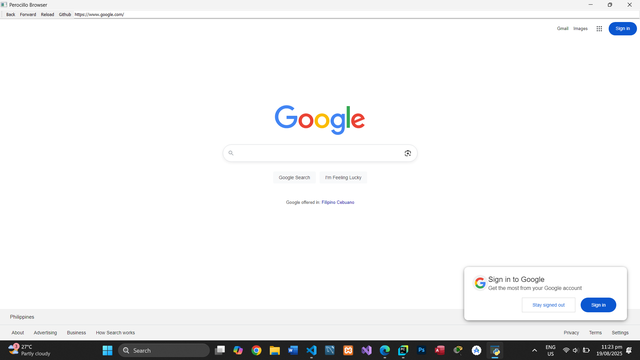 Perocillo Browser
Back Forward Reload Github https://www.google.com/
Gmail Images Sign in
Google
Google Search I'm Feeling Lucky
Google offered in: Filipino Cebuano
Sign in to Google
Get the most from your Google account
Stay signed out Sign in
Philippines
About Advertising Business How Search works Privacy Terms Settings
27°C
Partly cloudy
Search
ENG
US
11:23 pm
19/08/2025